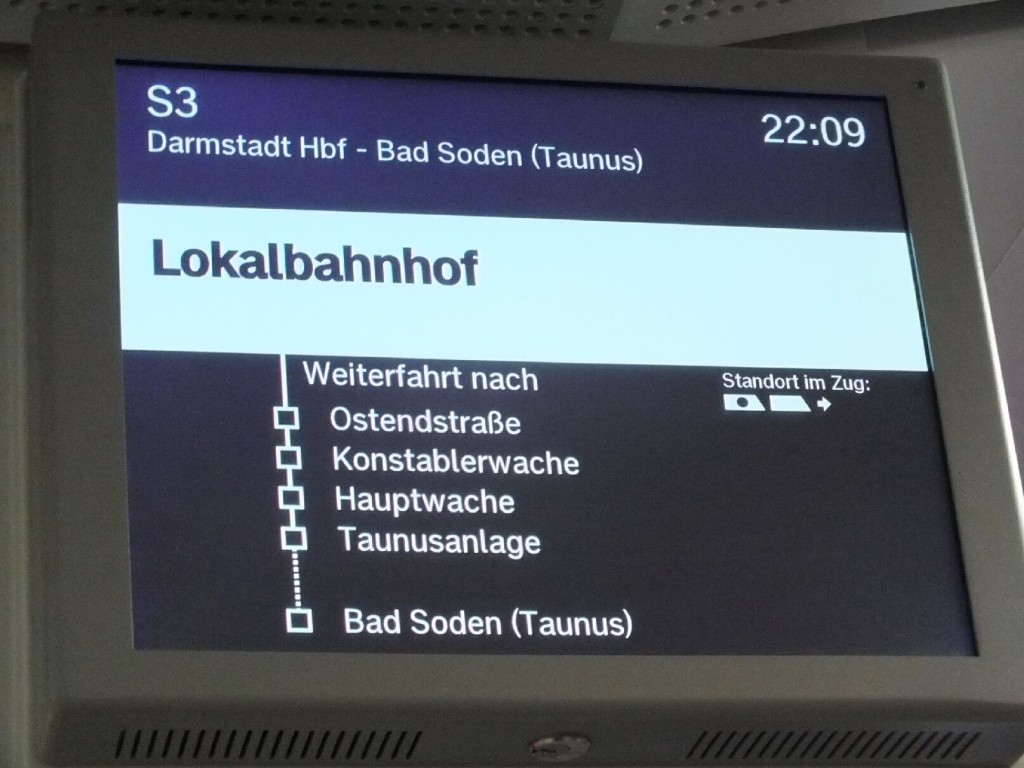 S3
22:09
Darmstadt Hbf - Bad Soden (Taunus)
Lokalbahnhof
Weiterfahrt nach
Standort im Zug:
Ostendstraße
Konstablerwache
Hauptwache
Taunusanlage
Bad Soden (Taunus)